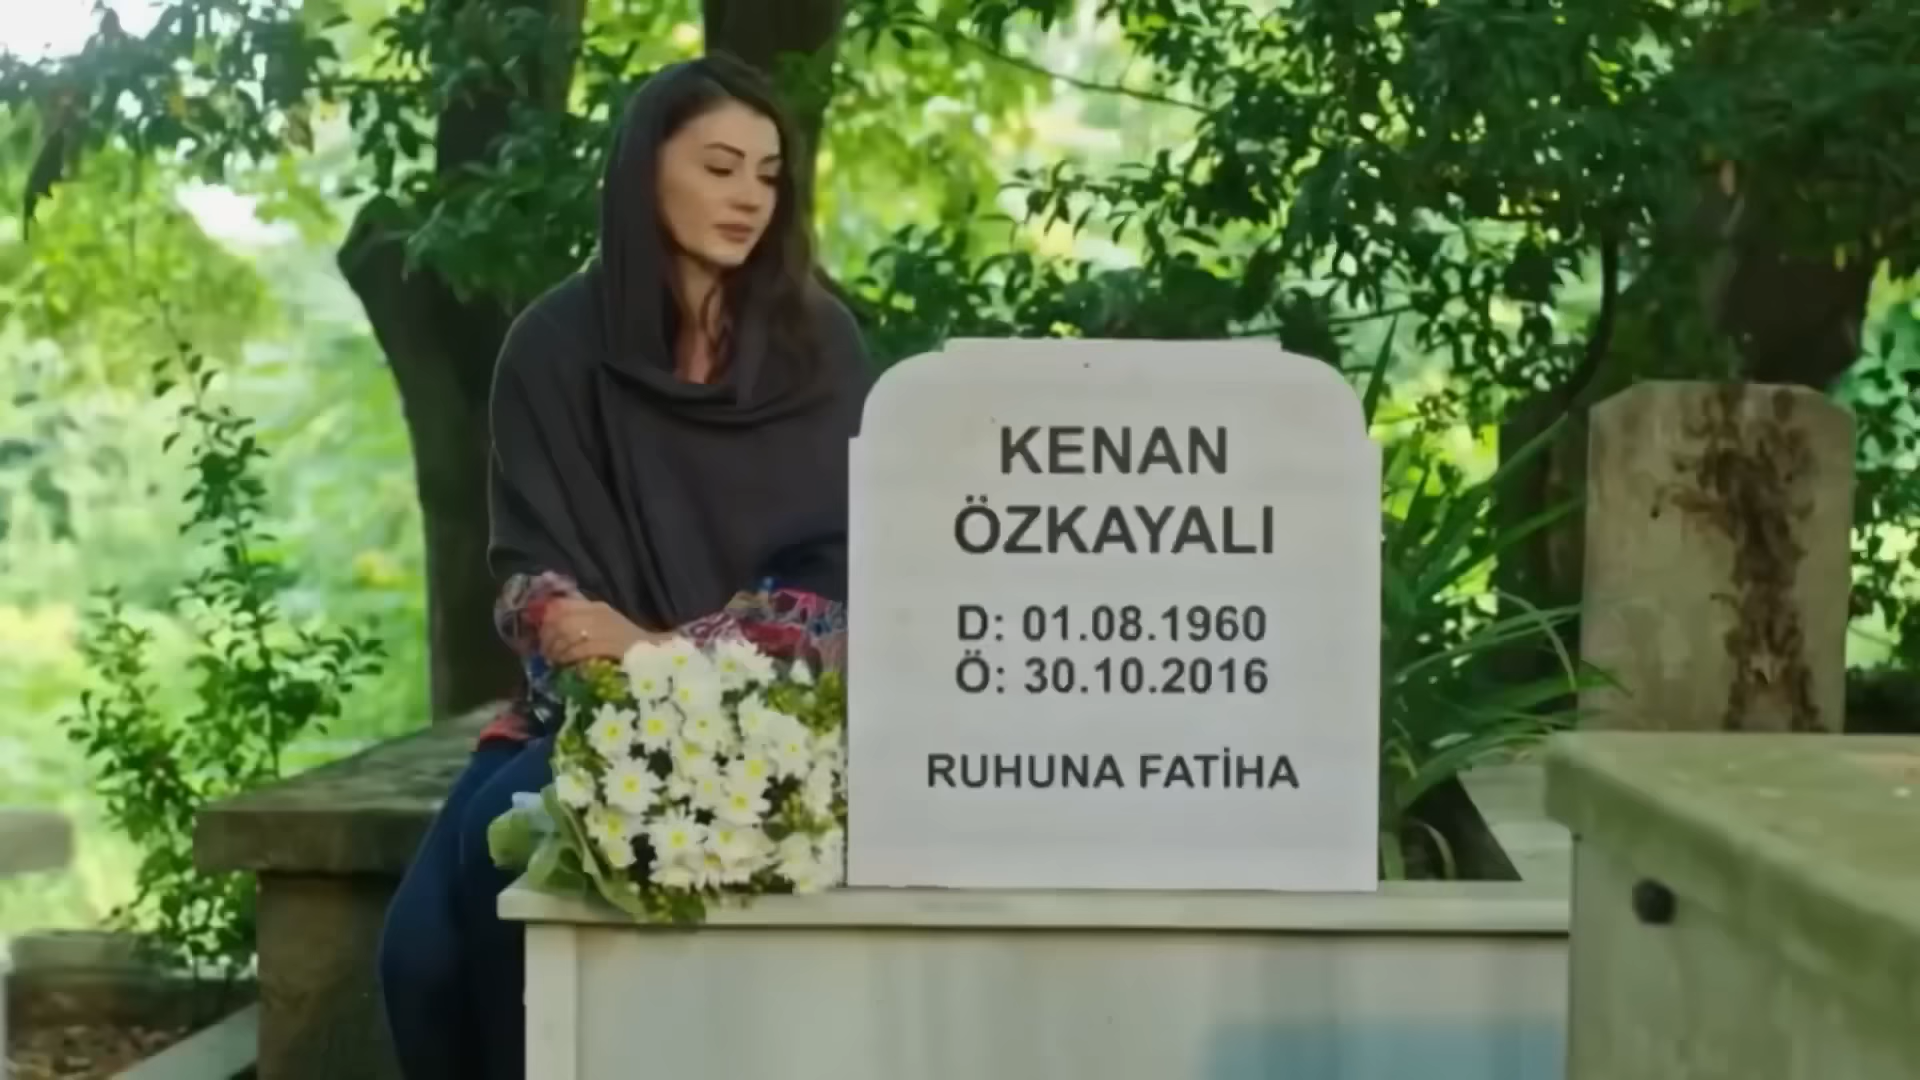 KENAN
ÖZKAYALI
D: 01.08.1960
Ö: 30.10.2016
RUHUNA FATİHA